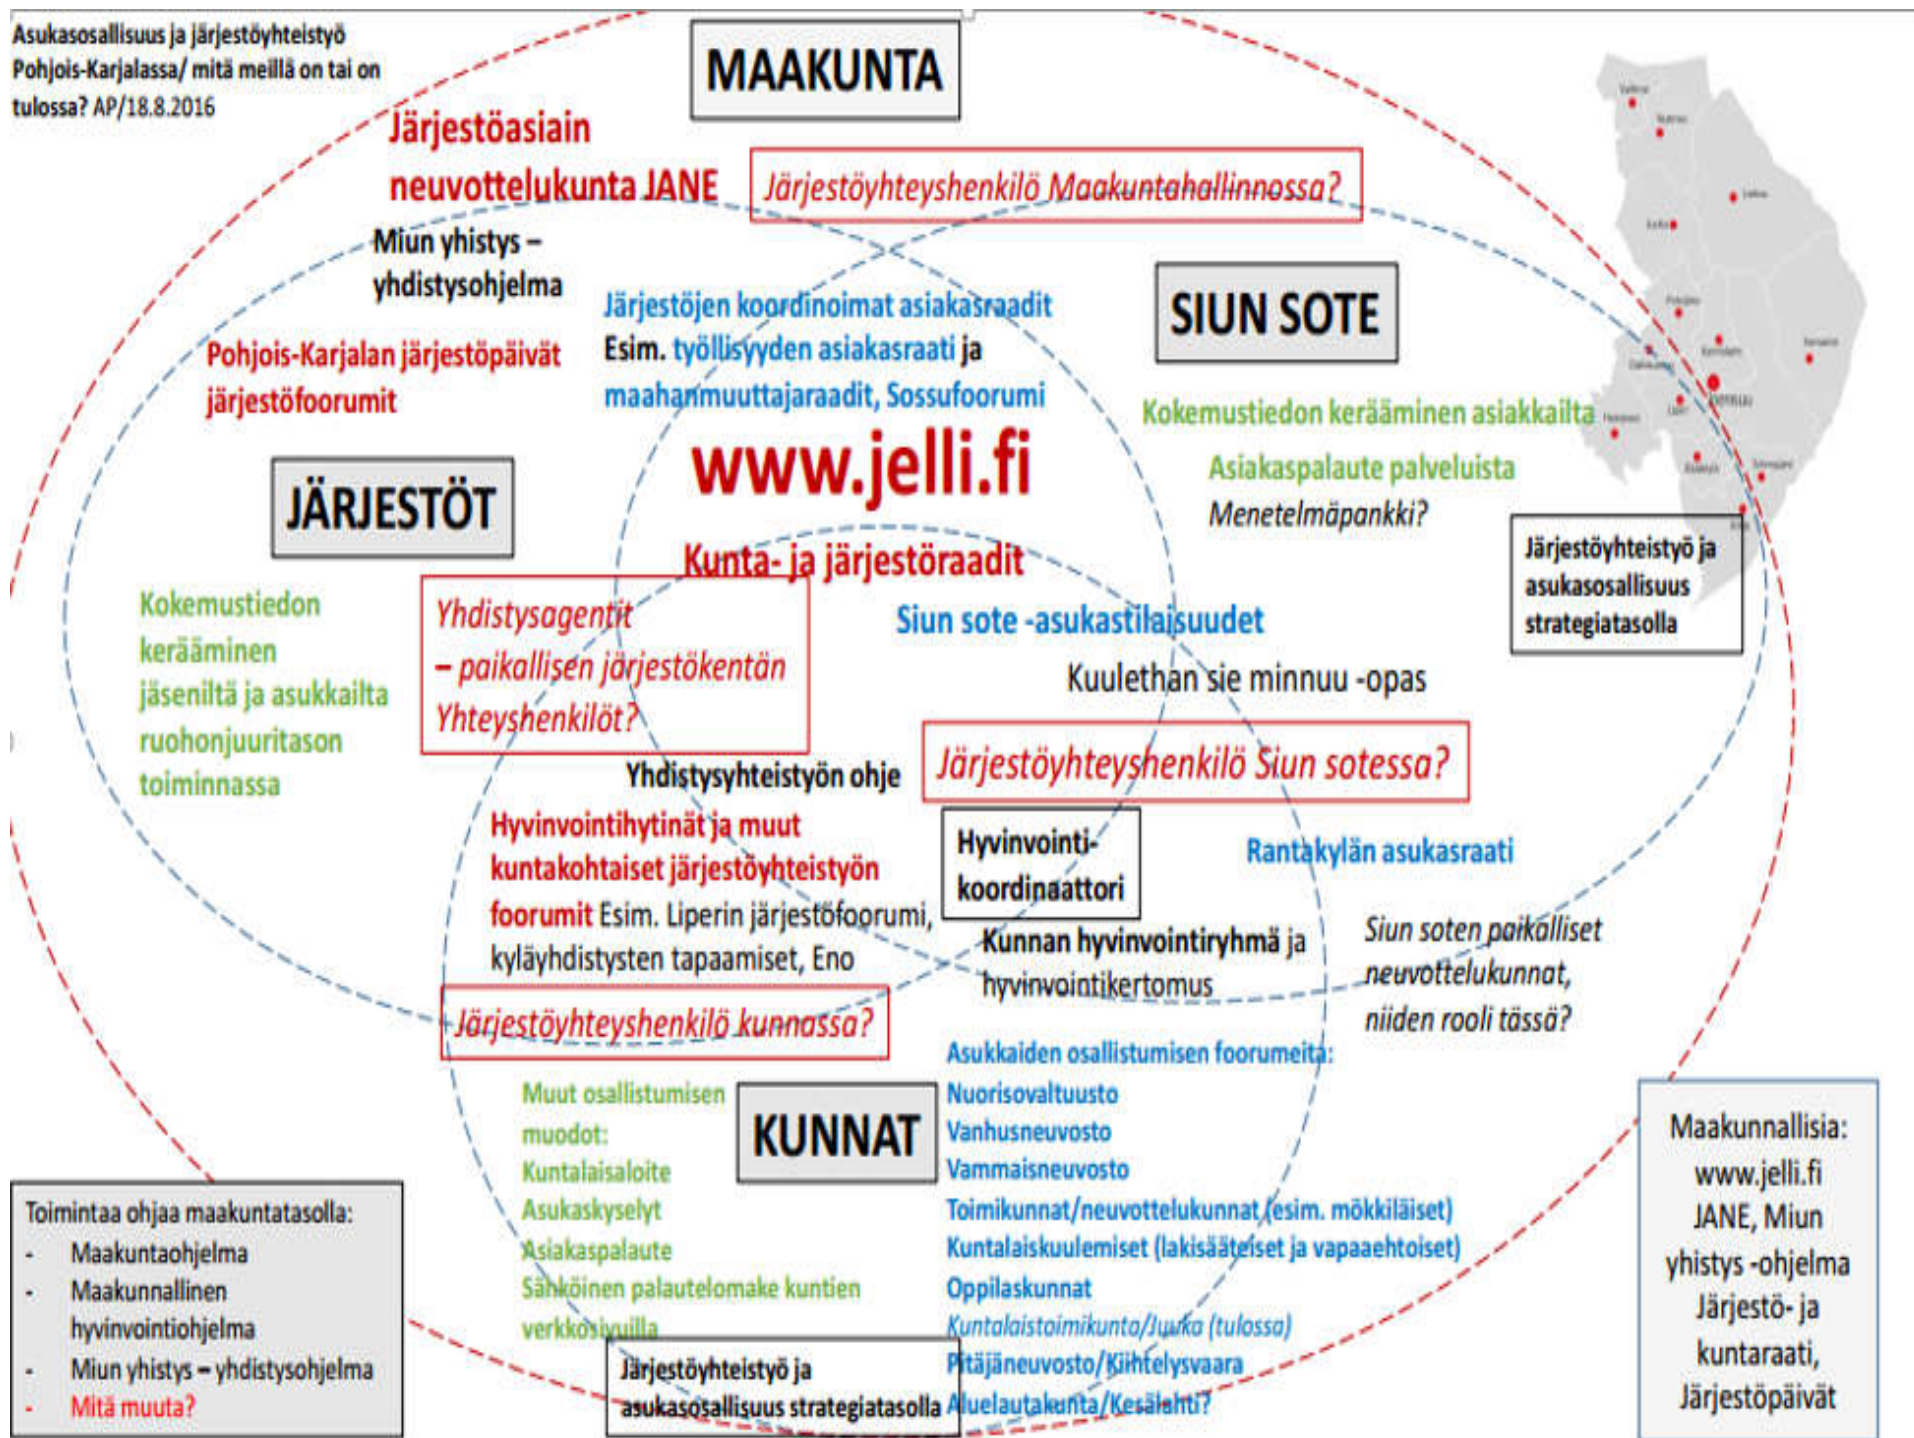 Asukasosallisuus ja järjestöyhteistyö
Pohjois-Karjalassa/ mitä meillä on tai on
tulossa? AP/18.8.2016
MAAKUNTA
Järjestöasiain
neuvottelukunta JANE
Järjestöyhteyshenkilö Maakuntahallinnossa?
Miun yhistys –
yhdistysohjelma
Järjestöjen koordinoimat asiakasraadit
Esim. työllisyyden asiakasraati ja
maahanmuuttajaraadit, Sossufoorumi
SIUN SOTE
Pohjois-Karjalan järjestöpäivät
järjestöfoorumit
Kokemustiedon kerääminen asiakkailta
Asiakaspalaute palveluista
Menetelmäpankki?
www.jelli.fi
JÄRJESTÖT
Kunta- ja järjestöraadit
Järjestöyhteistyö ja
asukasosallisuus
strategiatasolla
Kokemustiedon
kerääminen
jäseniltä ja asukkailta
ruohonjuuritason
toiminnassa
Yhdistysagentit
– paikallisen järjestökentän
Yhteyshenkilöt?
Siun sote -asukastilaisuudet
Kuulethan sie minnuu -opas
Yhdistysyhteistyön ohje
Järjestöyhteyshenkilö Siun sotessa?
Hyvinvointihytinät ja muut
kuntakohtaiset järjestöyhteistyön
foorumit Esim. Liperin järjestöfoorumi,
kyläyhdistysten tapaamiset, Eno
Hyvinvointi-
koordinaattori
Rantakylän asukasraati
Kunnan hyvinvointiryhmä ja
hyvinvointikertomus
Siun soten paikalliset
neuvottelukunnat,
niiden rooli tässä?
Järjestöyhteyshenkilö kunnassa?
Muut osallistumisen
muodot:
Kuntalaisaloite
Asukaskyselyt
Asiakaspalaute
Sähköinen palautelomake kuntien
verkkosivuilla
KUNNAT
Asukkaiden osallistumisen foorumeita:
Nuorisovaltuusto
Vanhusneuvosto
Vammaisneuvosto
Toimikunnat/neuvottelukunnat (esim. mökkiläiset)
Kuntalaiskuulemiset (lakisääteiset ja vapaaehtoiset)
Oppilaskunnat
Kuntalaistoimikunta/Juuka (tulossa)
Pitäjäneuvosto/Kiihtelysvaara
Aluelautakunta/Kesälahti?
Järjestöyhteistyö ja
asukasosallisuus strategiatasolla
Toimintaa ohjaa maakuntatasolla:
- Maakuntaohjelma
- Maakunnallinen
hyvinvointiohjelma
- Miun yhistys – yhdistysohjelma
- Mitä muuta?
Maakunnallisia:
www.jelli.fi
JANE, Miun
yhistys -ohjelma
Järjestö- ja
kuntaraati,
Järjestöpäivät